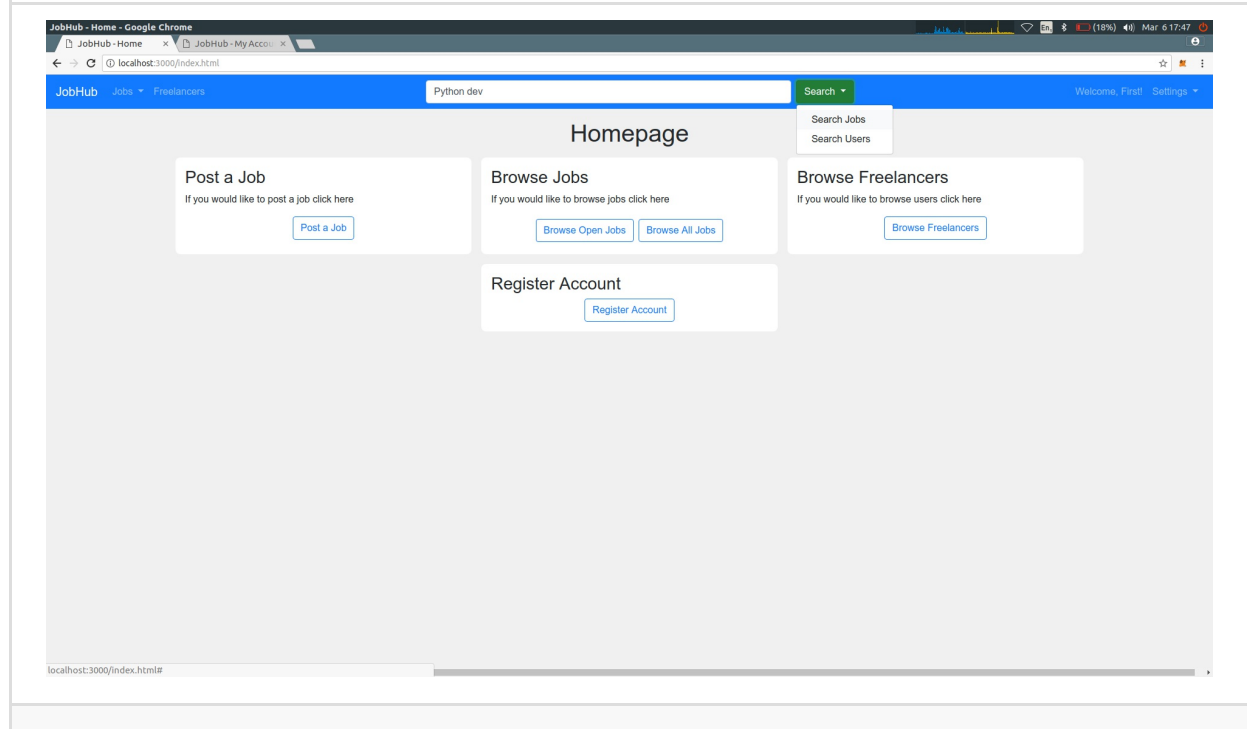 JobHub - Home - Google Chrome
En (18%) Mar 6 17:47
JobHub - Home × JobHub - My Accou ×
localhost:3000/index.html
JobHub Jobs Freelancers Python dev Search Welcome, First! Settings
Search Jobs
Search Users
Homepage
Post a Job
If you would like to post a job click here
Post a Job
Browse Jobs
If you would like to browse jobs click here
Browse Open Jobs Browse All Jobs
Browse Freelancers
If you would like to browse users click here
Browse Freelancers
Register Account
Register Account
localhost:3000/index.html#